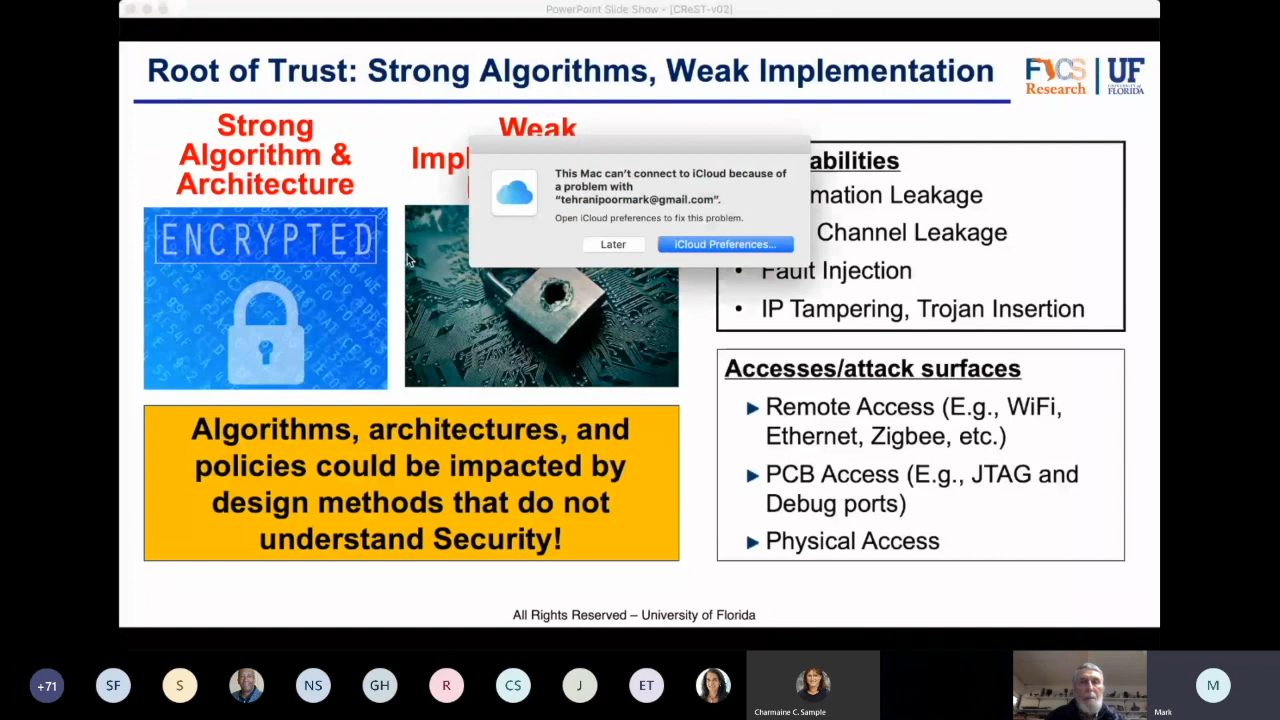 PowerPoint Slide Show - [CReST-v02]
Root of Trust: Strong Algorithms, Weak Implementation
FICS
Research
UF
UNIVERSITY of
FLORIDA
Strong
Algorithm &
Architecture
Weak
Impl
ENCRYPTED
This Mac can't connect to iCloud because of
a problem with
"tehranipoormark@gmail.com".
Open iCloud preferences to fix this problem.
Later
iCloud Preferences...
abilities
mation Leakage
Channel Leakage
• Fault Injection
• IP Tampering, Trojan Insertion
Algorithms, architectures, and
policies could be impacted by
design methods that do not
understand Security!
Accesses/attack surfaces
Remote Access (E.g., WiFi,
Ethernet, Zigbee, etc.)
PCB Access (E.g., JTAG and
Debug ports)
Physical Access
All Rights Reserved – University of Florida
+71
SF
S
NS
GH
R
CS
J
ET
Charmaine C. Sample
M
Mark